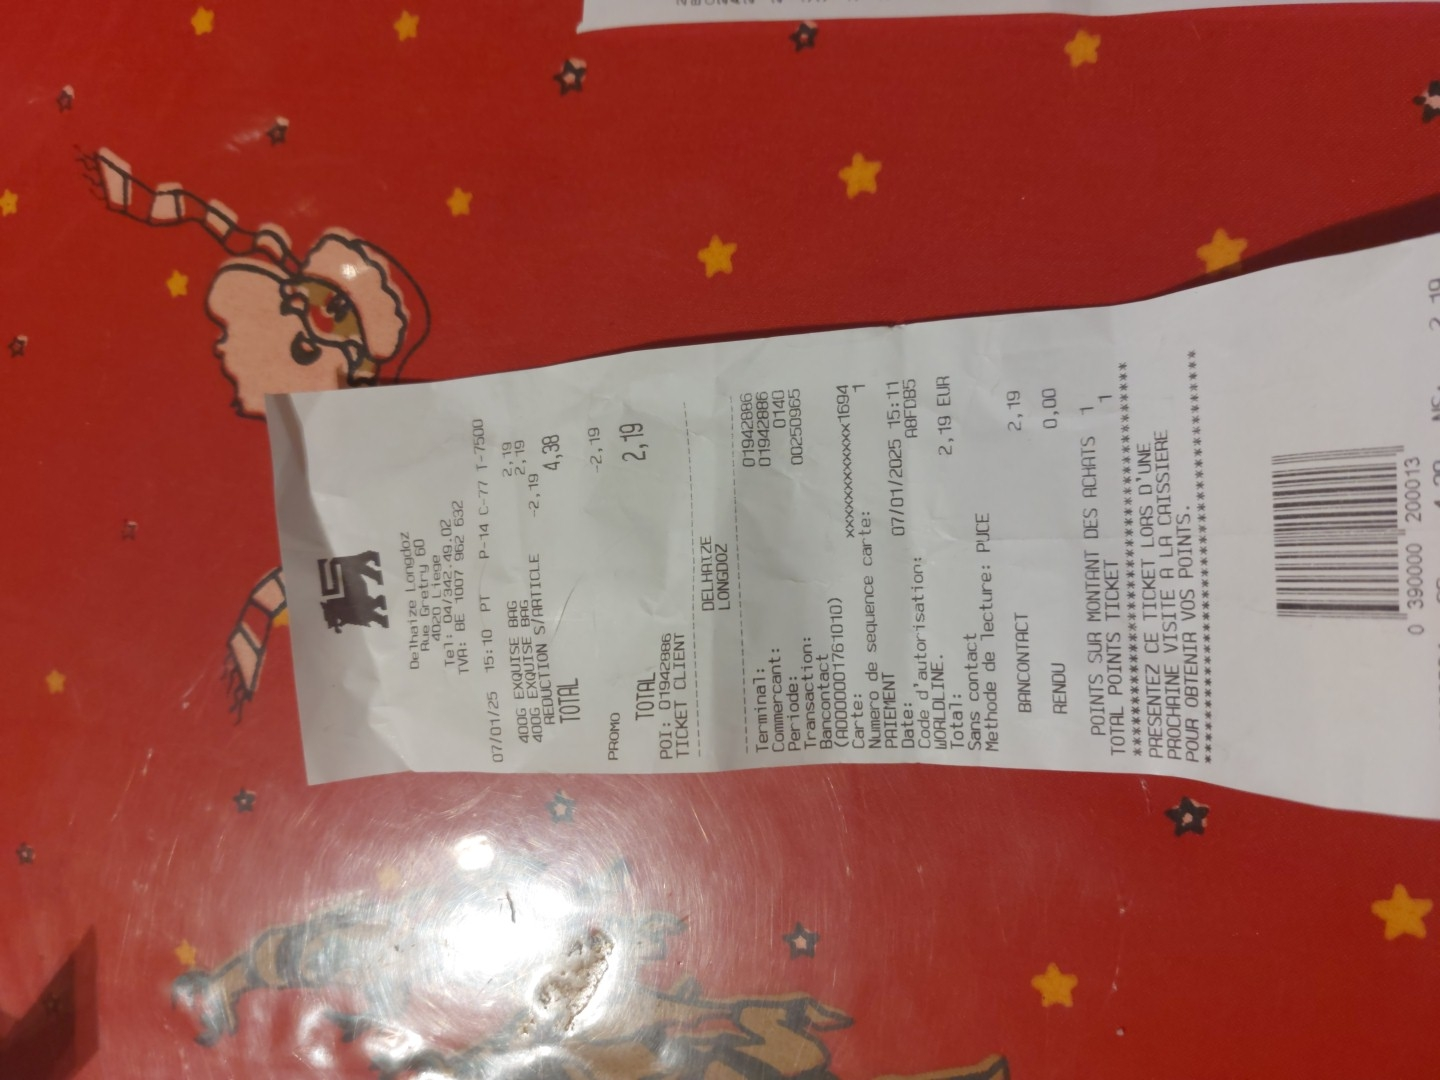 Delhaize Longdoz
Rue Gretry 60
4020 Liege
Tel: 04/342.49.02
TVA: BE 1007 962 632
07/01/25 15:10 PT P-14 C-77 T-7500
400G EXQUISE BAG 2,19
400G EXQUISE BAG 2,19
REDUCTION S/ARTICLE -2,19
TOTAL 4,38
PROMO -2,19
TOTAL 2,19
POI: 01942886
TICKET CLIENT
DELHAIZE
LONGDOZ
Terminal: 01942886
Commercant: 01942886
Periode: 0140
Transaction: 00250965
Bancontact
(A0000001761010)
Carte: xxxxxxxxxxxxx1694
Numero de sequence carte: 1
PAIEMENT
Date: 07/01/2025 15:11
Code d'autorisation: A8FDB5
WORLDLINE.
Total: 2,19 EUR
Sans contact
Methode de lecture: PUCE
BANCONTACT 2,19
RENDU 0,00
POINTS SUR MONTANT DES ACHATS 1
TOTAL POINTS TICKET 1
************************************
PRESENTEZ CE TICKET LORS D'UNE
PROCHAINE VISITE A LA CAISSIERE
POUR OBTENIR VOS POINTS.
************************************
0 390000 200013
2,19